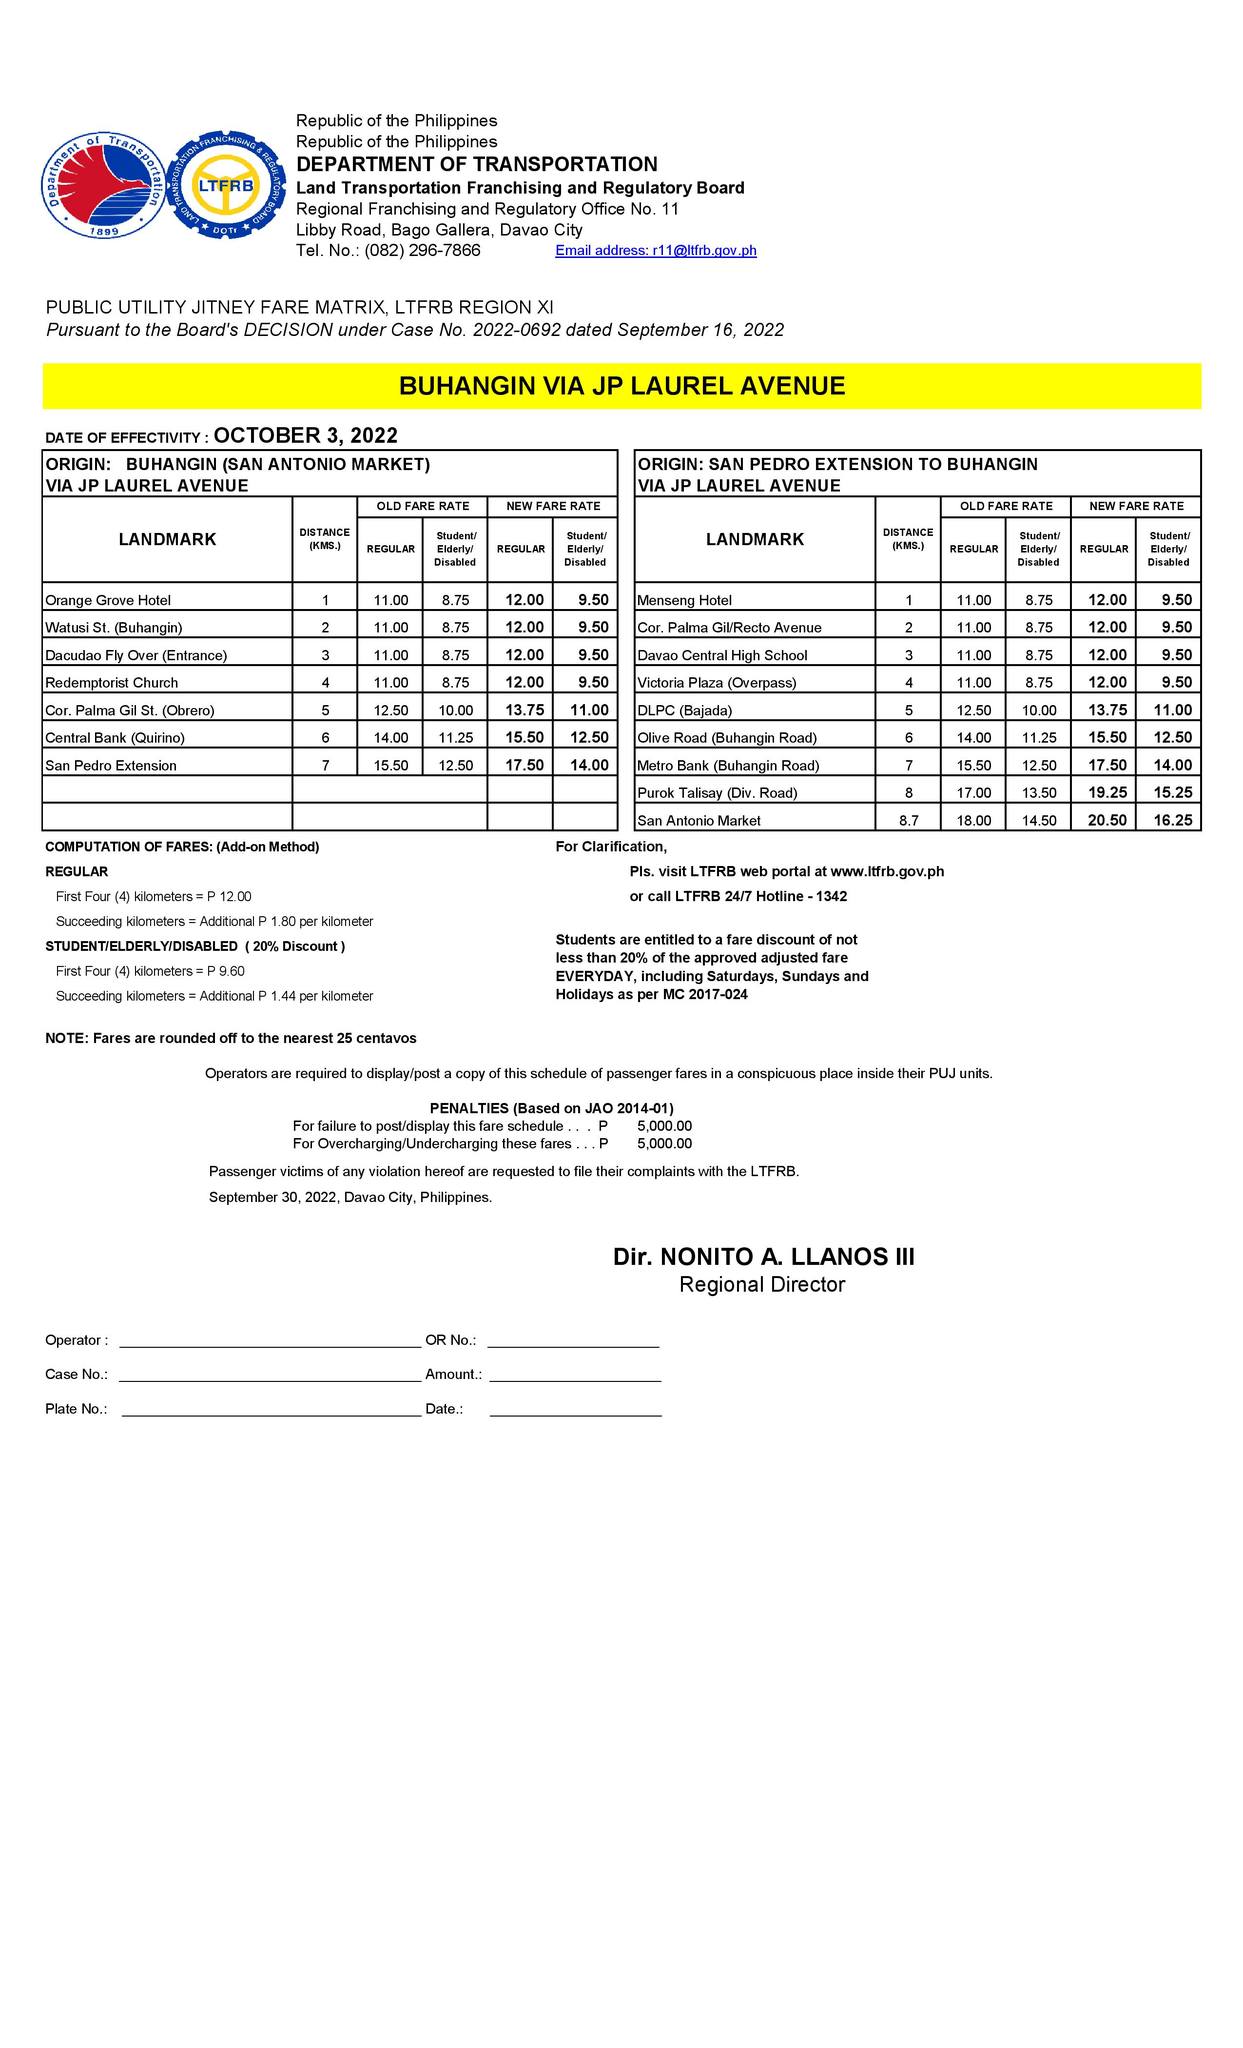 Republic of the Philippines
Republic of the Philippines
DEPARTMENT OF TRANSPORTATION
Land Transportation Franchising and Regulatory Board
Regional Franchising and Regulatory Office No. 11
Libby Road, Bago Gallera, Davao City
Tel. No.: (082) 296-7866 Email address: r11@ltfrb.gov.ph
Department of Transportation
1899
LAND TRANSPORTATION FRANCHISING & REGULATORY BOARD
LTFRB
DOTr
PUBLIC UTILITY JITNEY FARE MATRIX, LTFRB REGION XI
Pursuant to the Board's DECISION under Case No. 2022-0692 dated September 16, 2022
BUHANGIN VIA JP LAUREL AVENUE
DATE OF EFFECTIVITY : OCTOBER 3, 2022
ORIGIN: BUHANGIN (SAN ANTONIO MARKET)
VIA JP LAUREL AVENUE
LANDMARK DISTANCE (KMS.) OLD FARE RATE NEW FARE RATE
REGULAR Student/ Elderly/ Disabled REGULAR Student/ Elderly/ Disabled
Orange Grove Hotel 1 11.00 8.75 12.00 9.50
Watusi St. (Buhangin) 2 11.00 8.75 12.00 9.50
Dacudao Fly Over (Entrance) 3 11.00 8.75 12.00 9.50
Redemptorist Church 4 11.00 8.75 12.00 9.50
Cor. Palma Gil St. (Obrero) 5 12.50 10.00 13.75 11.00
Central Bank (Quirino) 6 14.00 11.25 15.50 12.50
San Pedro Extension 7 15.50 12.50 17.50 14.00
ORIGIN: SAN PEDRO EXTENSION TO BUHANGIN
VIA JP LAUREL AVENUE
LANDMARK DISTANCE (KMS.) OLD FARE RATE NEW FARE RATE
REGULAR Student/ Elderly/ Disabled REGULAR Student/ Elderly/ Disabled
Menseng Hotel 1 11.00 8.75 12.00 9.50
Cor. Palma Gil/Recto Avenue 2 11.00 8.75 12.00 9.50
Davao Central High School 3 11.00 8.75 12.00 9.50
Victoria Plaza (Overpass) 4 11.00 8.75 12.00 9.50
DLPC (Bajada) 5 12.50 10.00 13.75 11.00
Olive Road (Buhangin Road) 6 14.00 11.25 15.50 12.50
Metro Bank (Buhangin Road) 7 15.50 12.50 17.50 14.00
Purok Talisay (Div. Road) 8 17.00 13.50 19.25 15.25
San Antonio Market 8.7 18.00 14.50 20.50 16.25
COMPUTATION OF FARES: (Add-on Method)
REGULAR
First Four (4) kilometers = P 12.00
Succeeding kilometers = Additional P 1.80 per kilometer
STUDENT/ELDERLY/DISABLED ( 20% Discount )
First Four (4) kilometers = P 9.60
Succeeding kilometers = Additional P 1.44 per kilometer
For Clarification,
Pls. visit LTFRB web portal at www.ltfrb.gov.ph
or call LTFRB 24/7 Hotline - 1342
Students are entitled to a fare discount of not
less than 20% of the approved adjusted fare
EVERYDAY, including Saturdays, Sundays and
Holidays as per MC 2017-024
NOTE: Fares are rounded off to the nearest 25 centavos
Operators are required to display/post a copy of this schedule of passenger fares in a conspicuous place inside their PUJ units.
PENALTIES (Based on JAO 2014-01)
For failure to post/display this fare schedule . . . P 5,000.00
For Overcharging/Undercharging these fares . . . P 5,000.00
Passenger victims of any violation hereof are requested to file their complaints with the LTFRB.
September 30, 2022, Davao City, Philippines.
Dir. NONITO A. LLANOS III
Regional Director
Operator : OR No.:
Case No.: Amount.:
Plate No.: Date.: